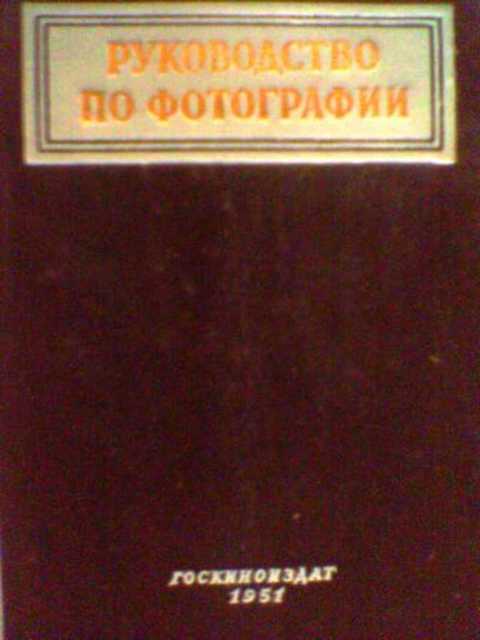 РУКОВОДСТВО
ПО ФОТОГРАФИИ
ГОСКИНОИЗДАТ
1951